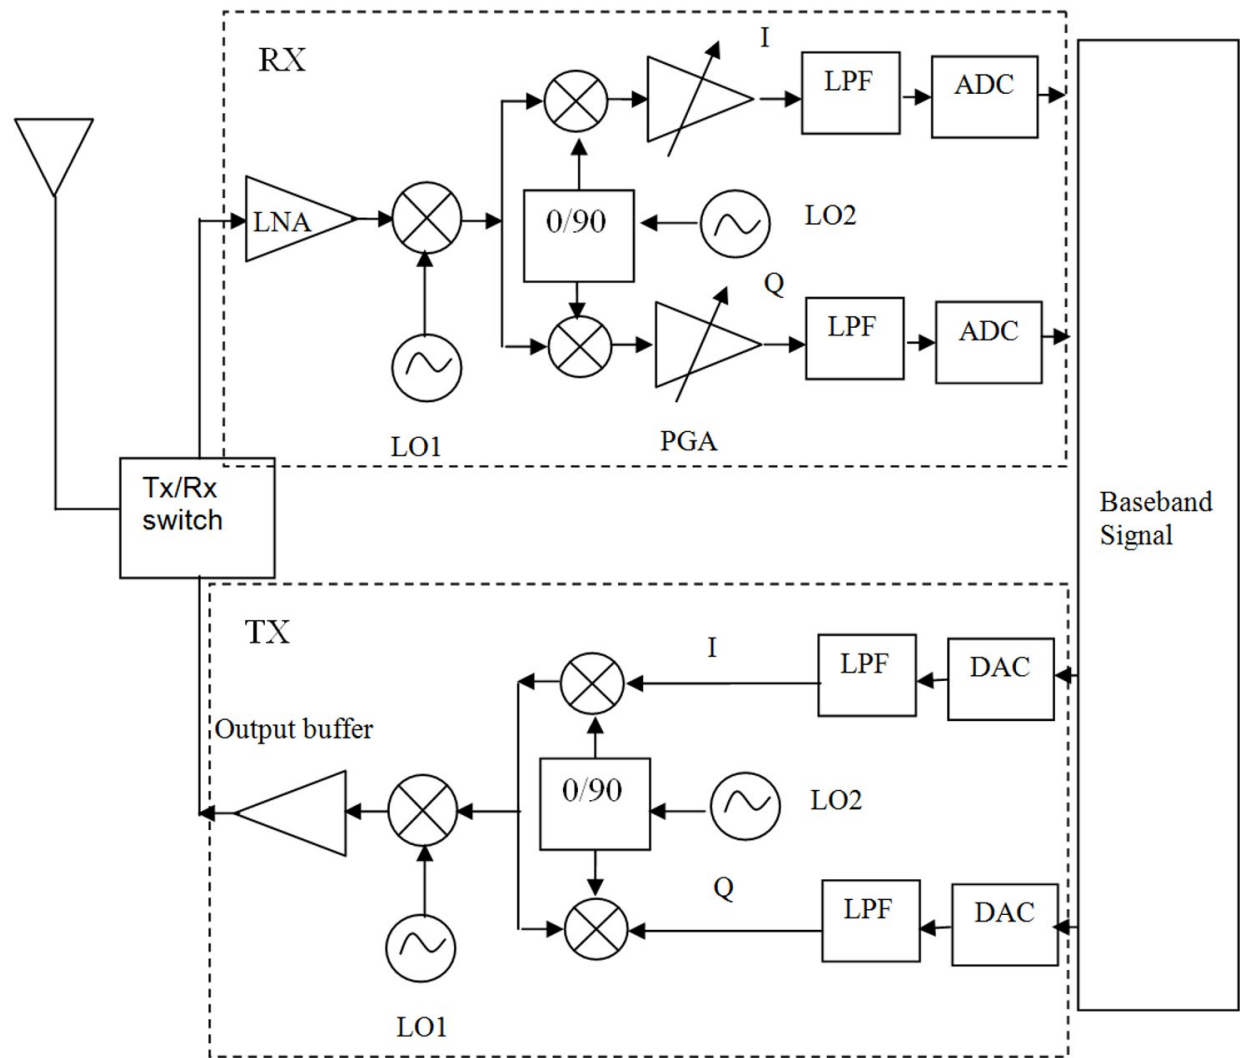 RX
I
LPF
ADC
LNA
0/90
LO2
Q
LPF
ADC
LO1
PGA
Tx/Rx
switch
Baseband
Signal
TX
I
LPF
DAC
Output buffer
0/90
LO2
Q
LPF
DAC
LO1